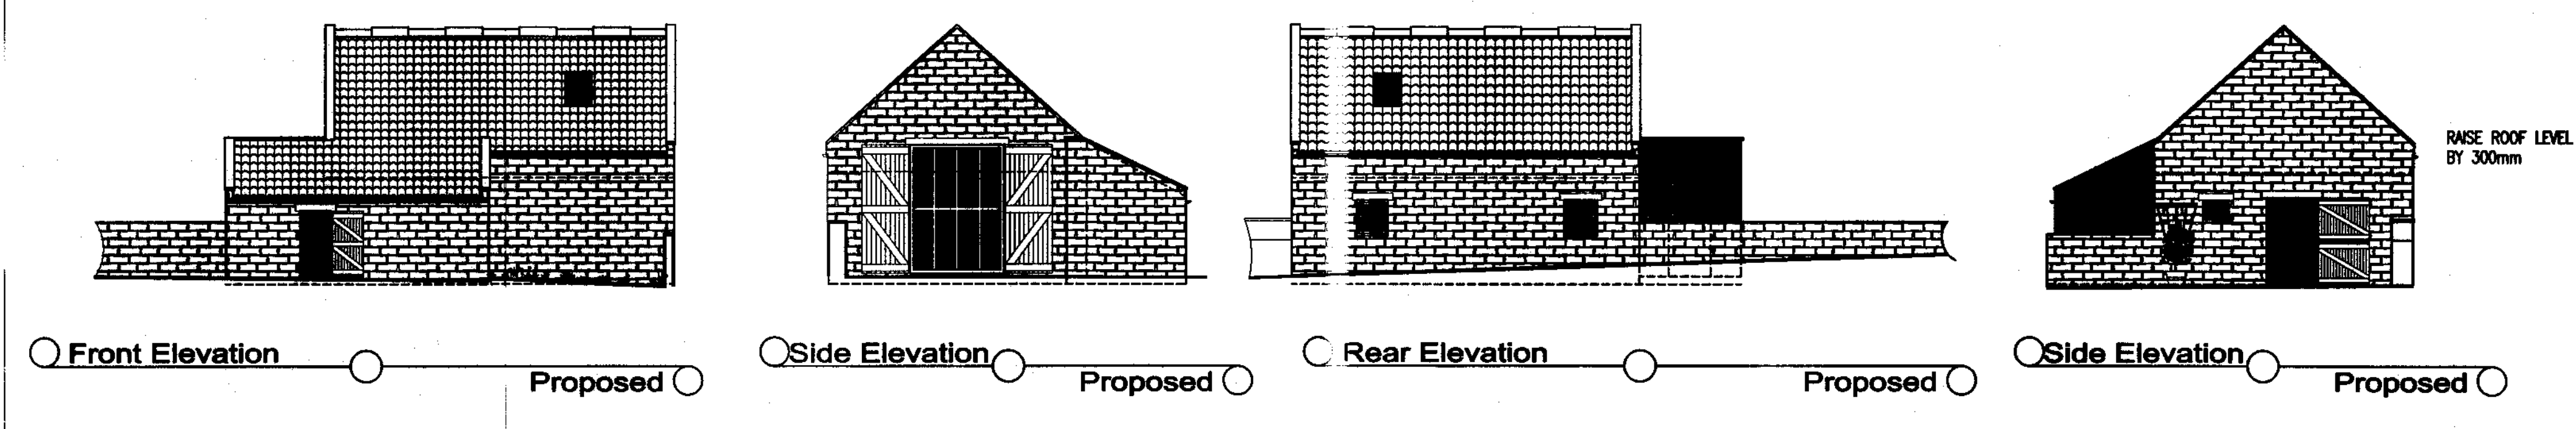 RAISE ROOF LEVEL
BY 300mm
Front Elevation
Proposed
Side Elevation
Proposed
Rear Elevation
Proposed
Side Elevation
Proposed